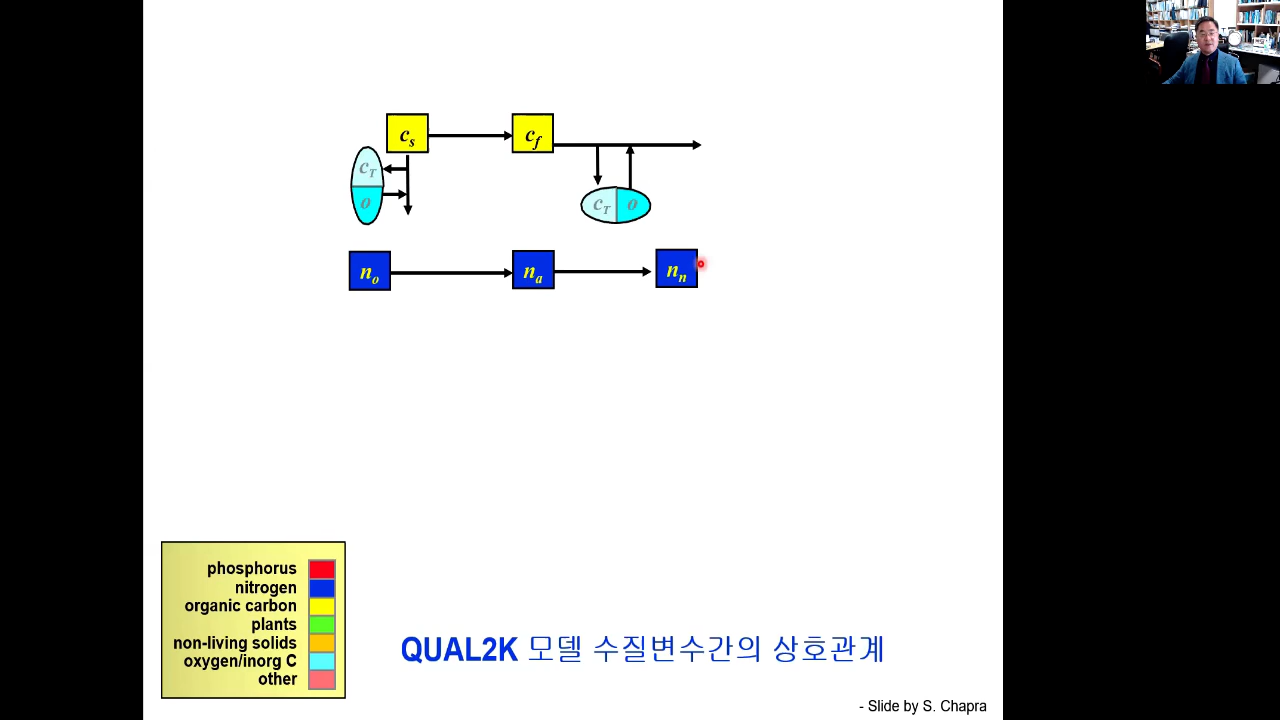 cs
cf
cT
o
cT
o
no
na
nn
phosphorus
nitrogen
organic carbon
plants
non-living solids
oxygen/inorg C
other
QUAL2K 모델 수질변수간의 상호관계
- Slide by S. Chapra